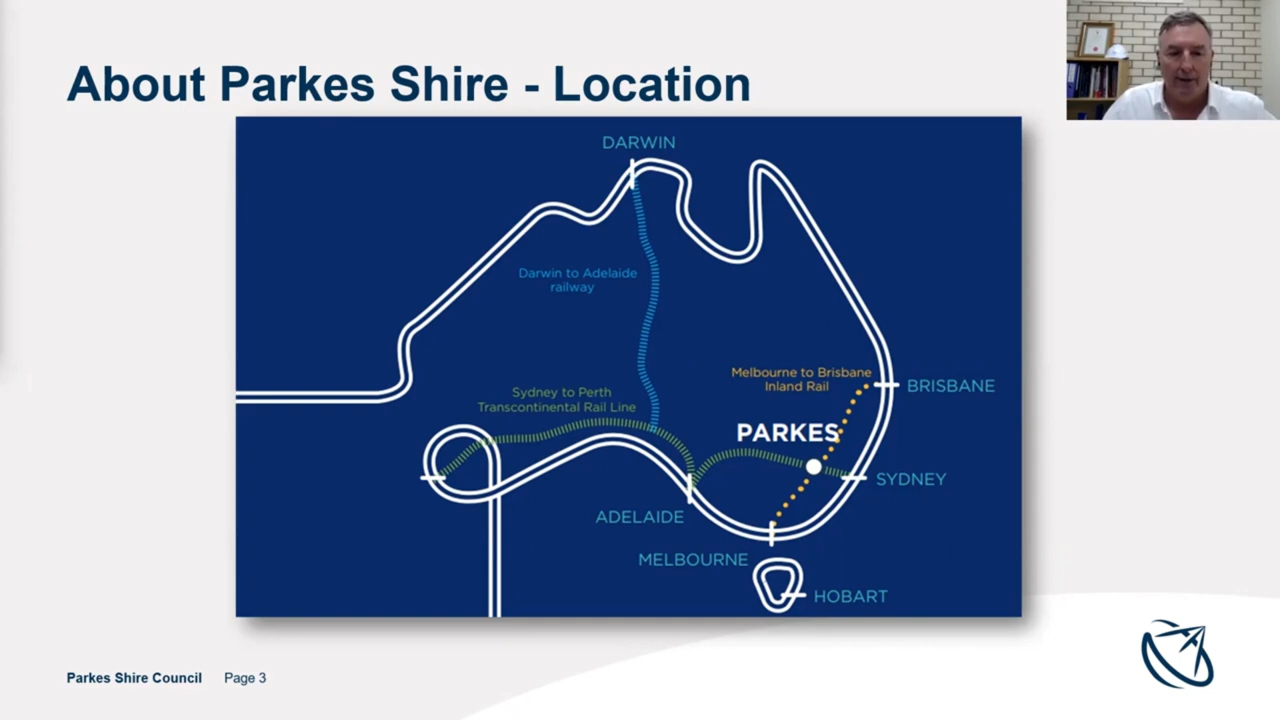 About Parkes Shire - Location
DARWIN
Darwin to Adelaide
railway
Melbourne to Brisbane
Inland Rail
BRISBANE
Sydney to Perth
Transcontinental Rail Line
PARKES
SYDNEY
ADELAIDE
MELBOURNE
HOBART
Parkes Shire Council Page 3